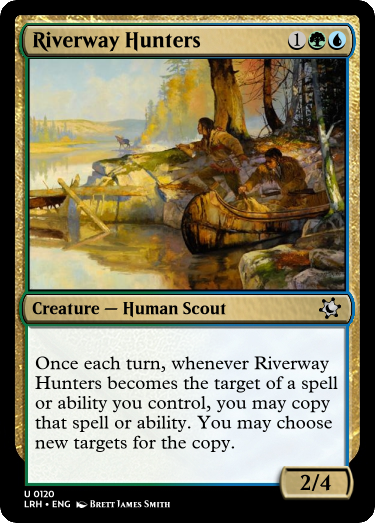 Riverway Hunters 1
Creature — Human Scout
Once each turn, whenever Riverway
Hunters becomes the target of a spell
or ability you control, you may copy
that spell or ability. You may choose
new targets for the copy.
2/4
U 0120
LRH • ENG Brett James Smith